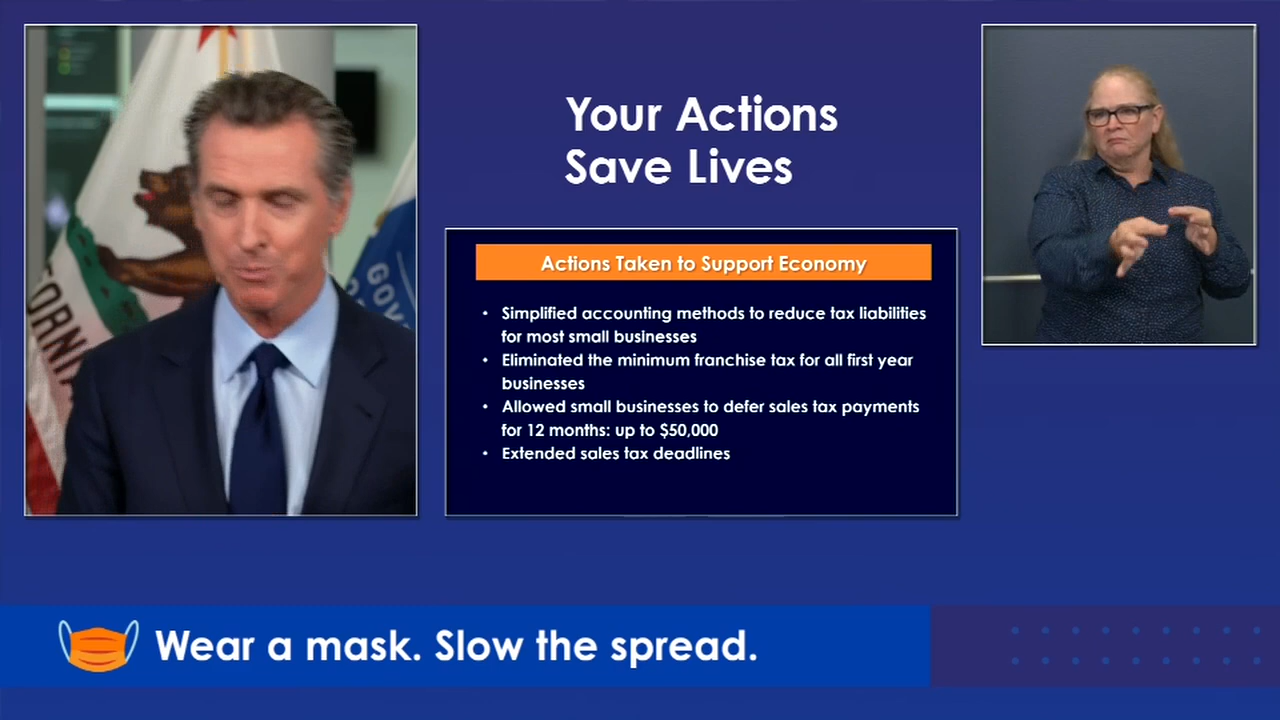 Your Actions
Save Lives
Actions Taken to Support Economy
• Simplified accounting methods to reduce tax liabilities
for most small businesses
• Eliminated the minimum franchise tax for all first year
businesses
• Allowed small businesses to defer sales tax payments
for 12 months: up to $50,000
• Extended sales tax deadlines
ORNIA
GOV
Wear a mask. Slow the spread.